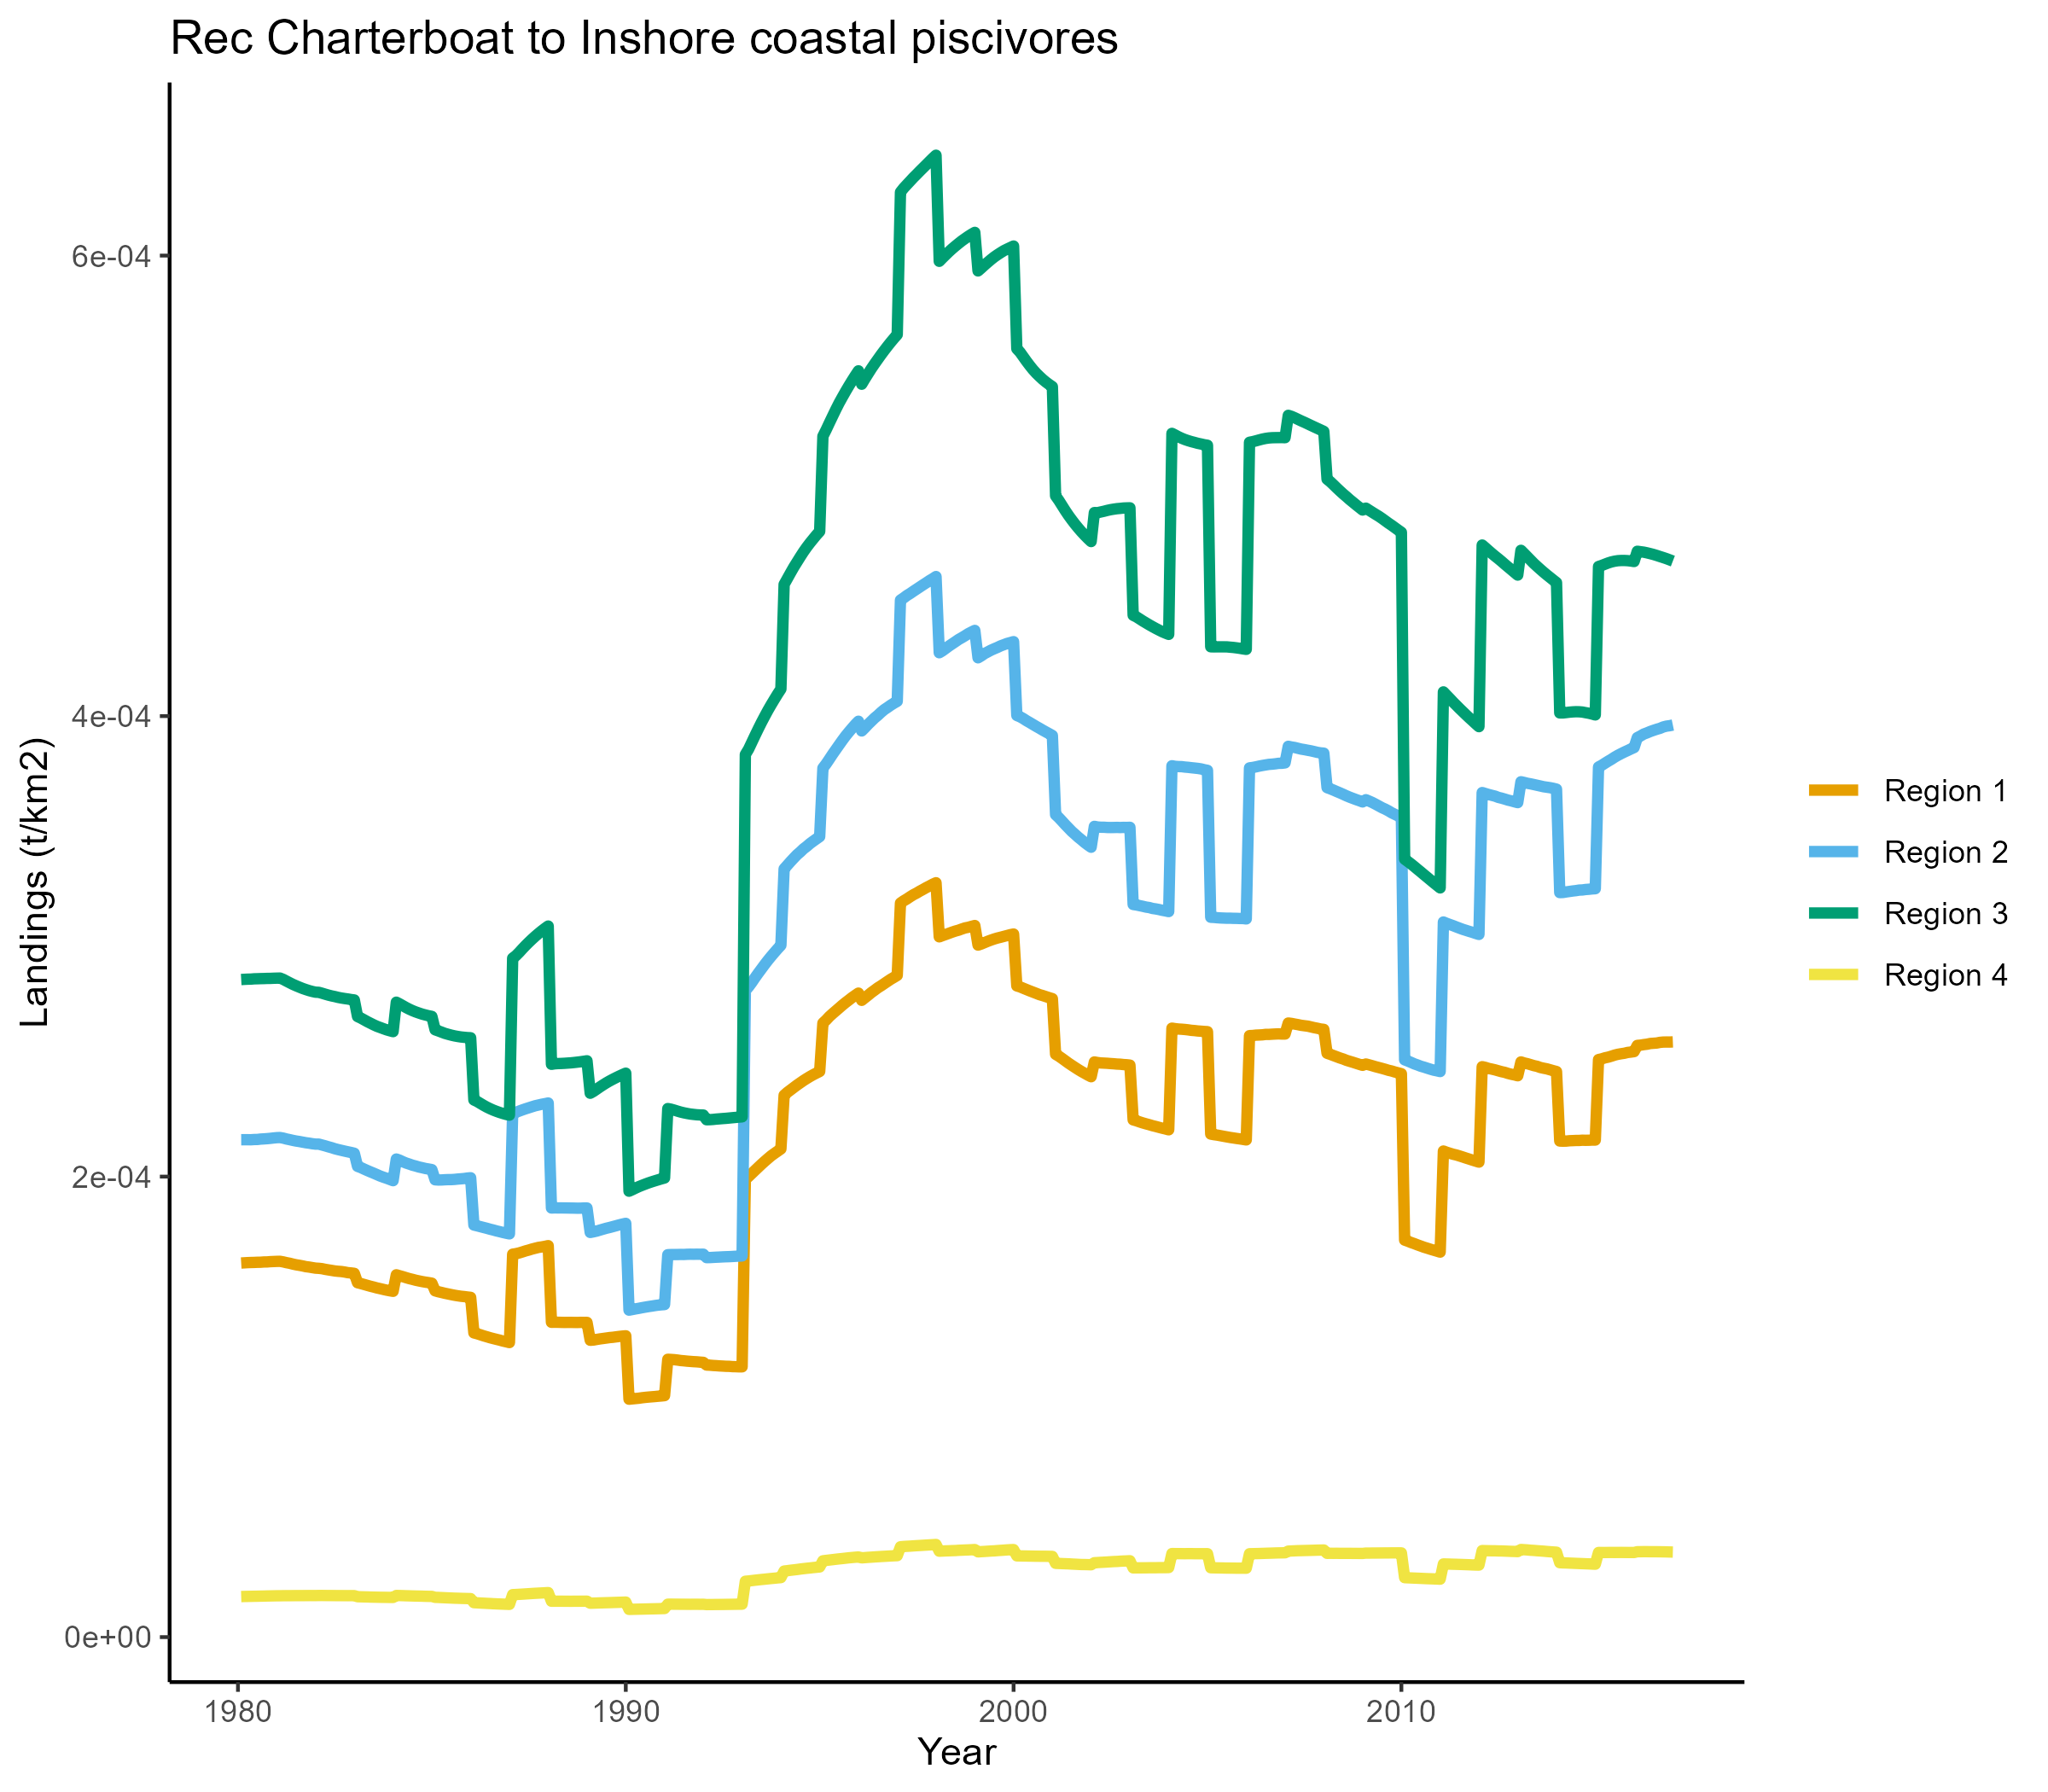 Rec Charterboat to Inshore coastal piscivores
Landings (t/km2)
6e-04
4e-04
2e-04
0e+00
1980 1990 2000 2010
Year
Region 1
Region 2
Region 3
Region 4